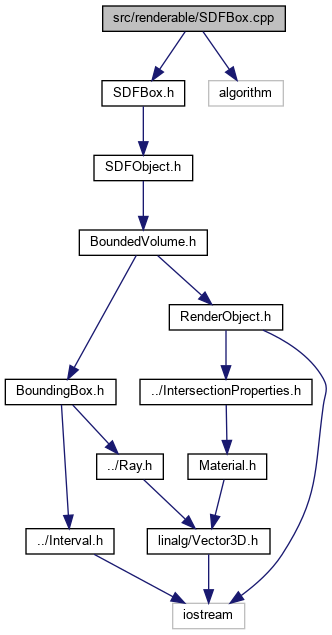 src/renderable/SDFBox.cpp
SDFBox.h
algorithm
SDFObject.h
BoundedVolume.h
RenderObject.h
BoundingBox.h
../IntersectionProperties.h
../Ray.h
Material.h
../Interval.h
linalg/Vector3D.h
iostream